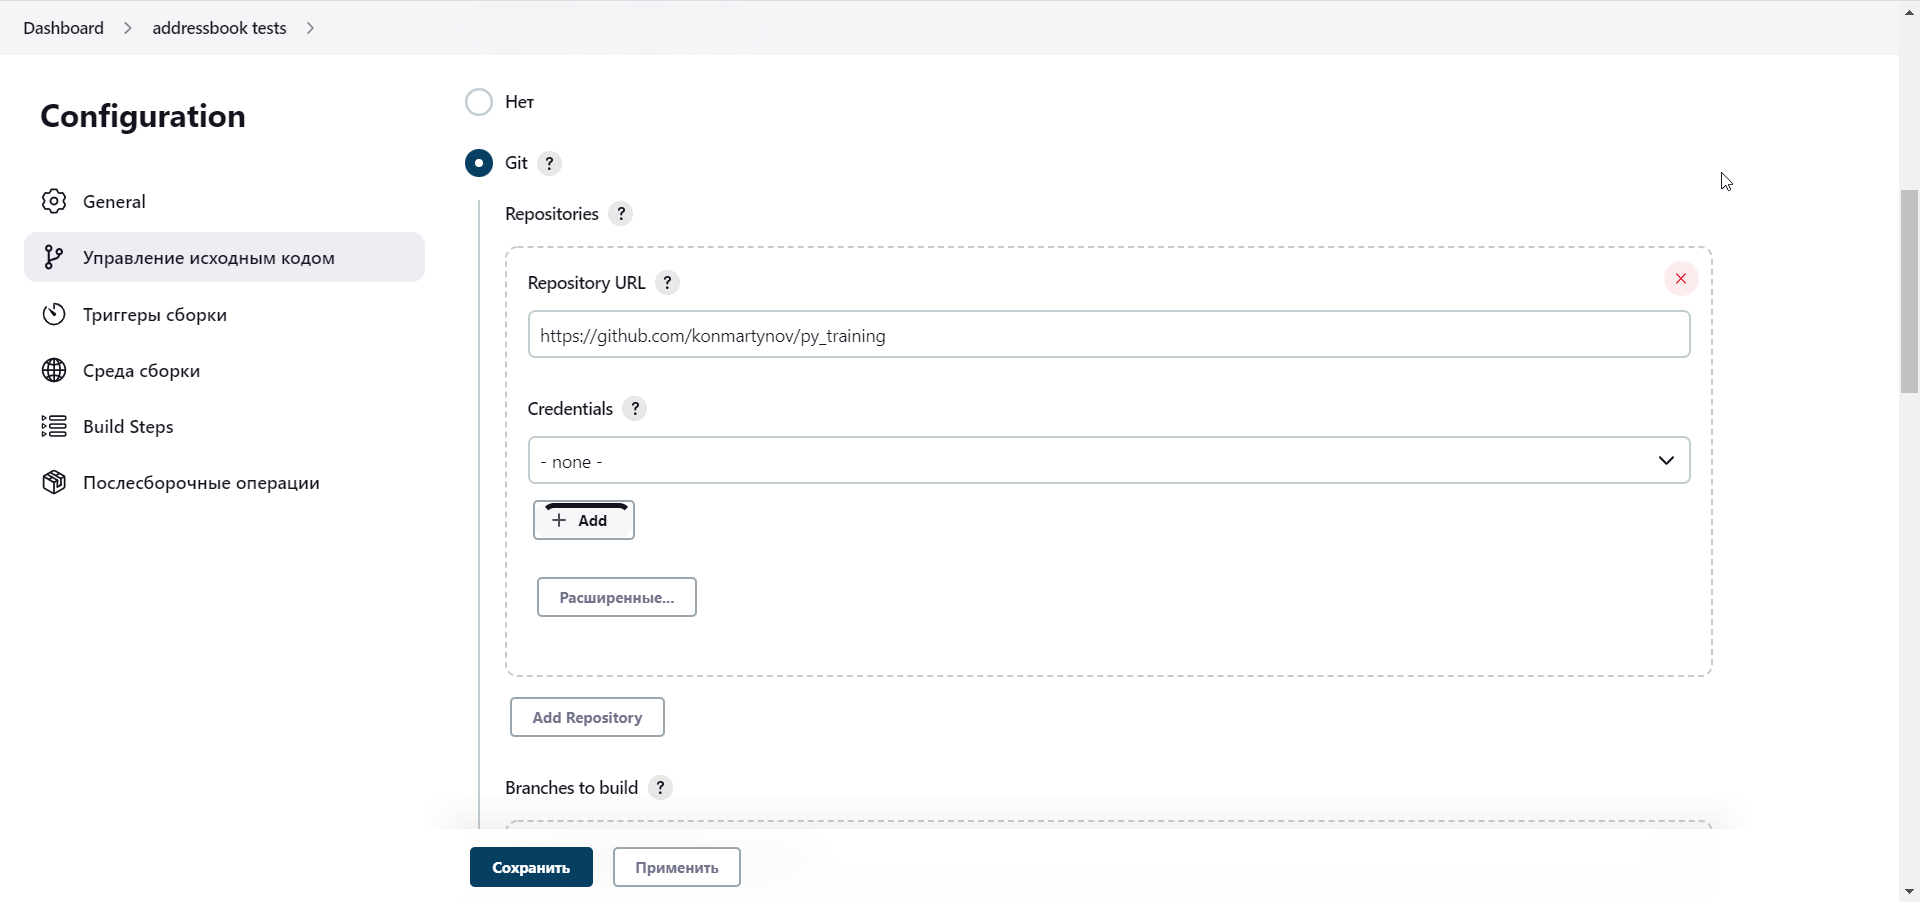 Dashboard
addressbook tests
Configuration
General
Управление исходным кодом
Триггеры сборки
Среда сборки
Build Steps
Послесборочные операции
Нет
Git ?
Repositories ?
Repository URL ?
https://github.com/konmartynov/py_training
Credentials ?
- none -
Add
Расширенные...
Add Repository
Branches to build ?
Сохранить
Применить